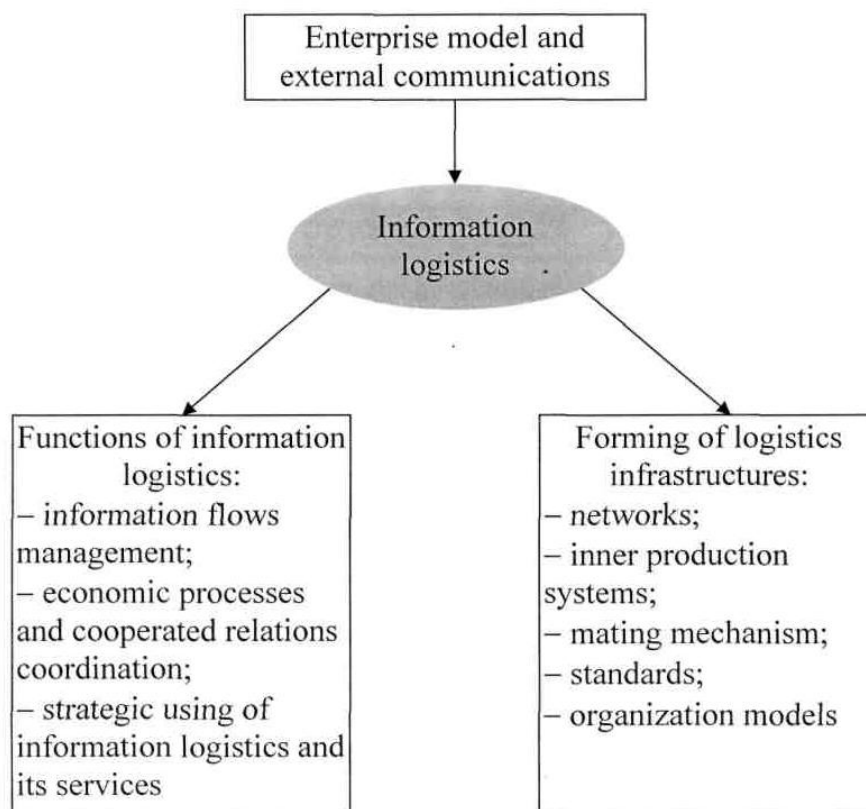 Enterprise model and
external communications
Information
logistics
Functions of information
logistics:
– information flows
management;
– economic processes
and cooperated relations
coordination;
– strategic using of
information logistics and
its services
Forming of logistics
infrastructures:
– networks;
– inner production
systems;
– mating mechanism;
– standards;
– organization models